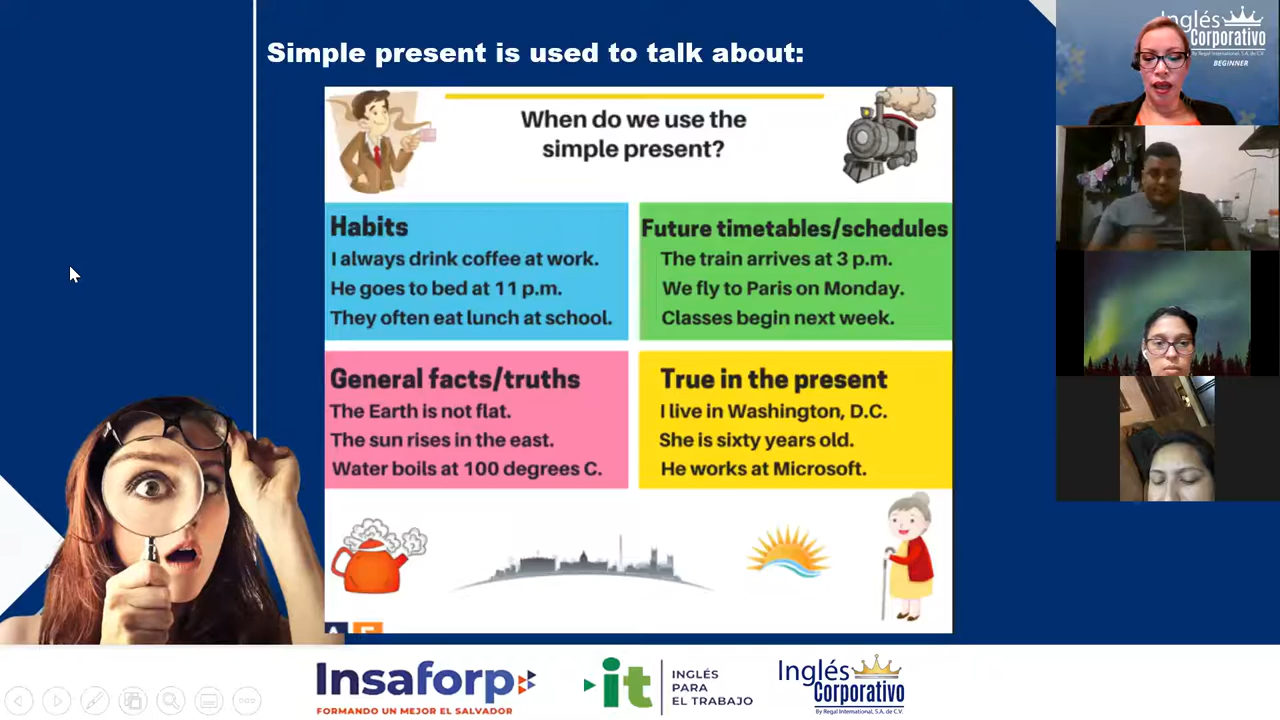 Simple present is used to talk about:
When do we use the
simple present?
Habits
I always drink coffee at work.
He goes to bed at 11 p.m.
They often eat lunch at school.
Future timetables/schedules
The train arrives at 3 p.m.
We fly to Paris on Monday.
Classes begin next week.
General facts/truths
The Earth is not flat.
The sun rises in the east.
Water boils at 100 degrees C.
True in the present
I live in Washington, D.C.
She is sixty years old.
He works at Microsoft.
Insaforp
FORMANDO UN MEJOR EL SALVADOR
it
INGLÉS
PARA
EL TRABAJO
Inglés
Corporativo
By Regal International, S.A. de C.V.
Inglés
Corporativo
By Regal International, S.A. de C.V.
BEGINNER